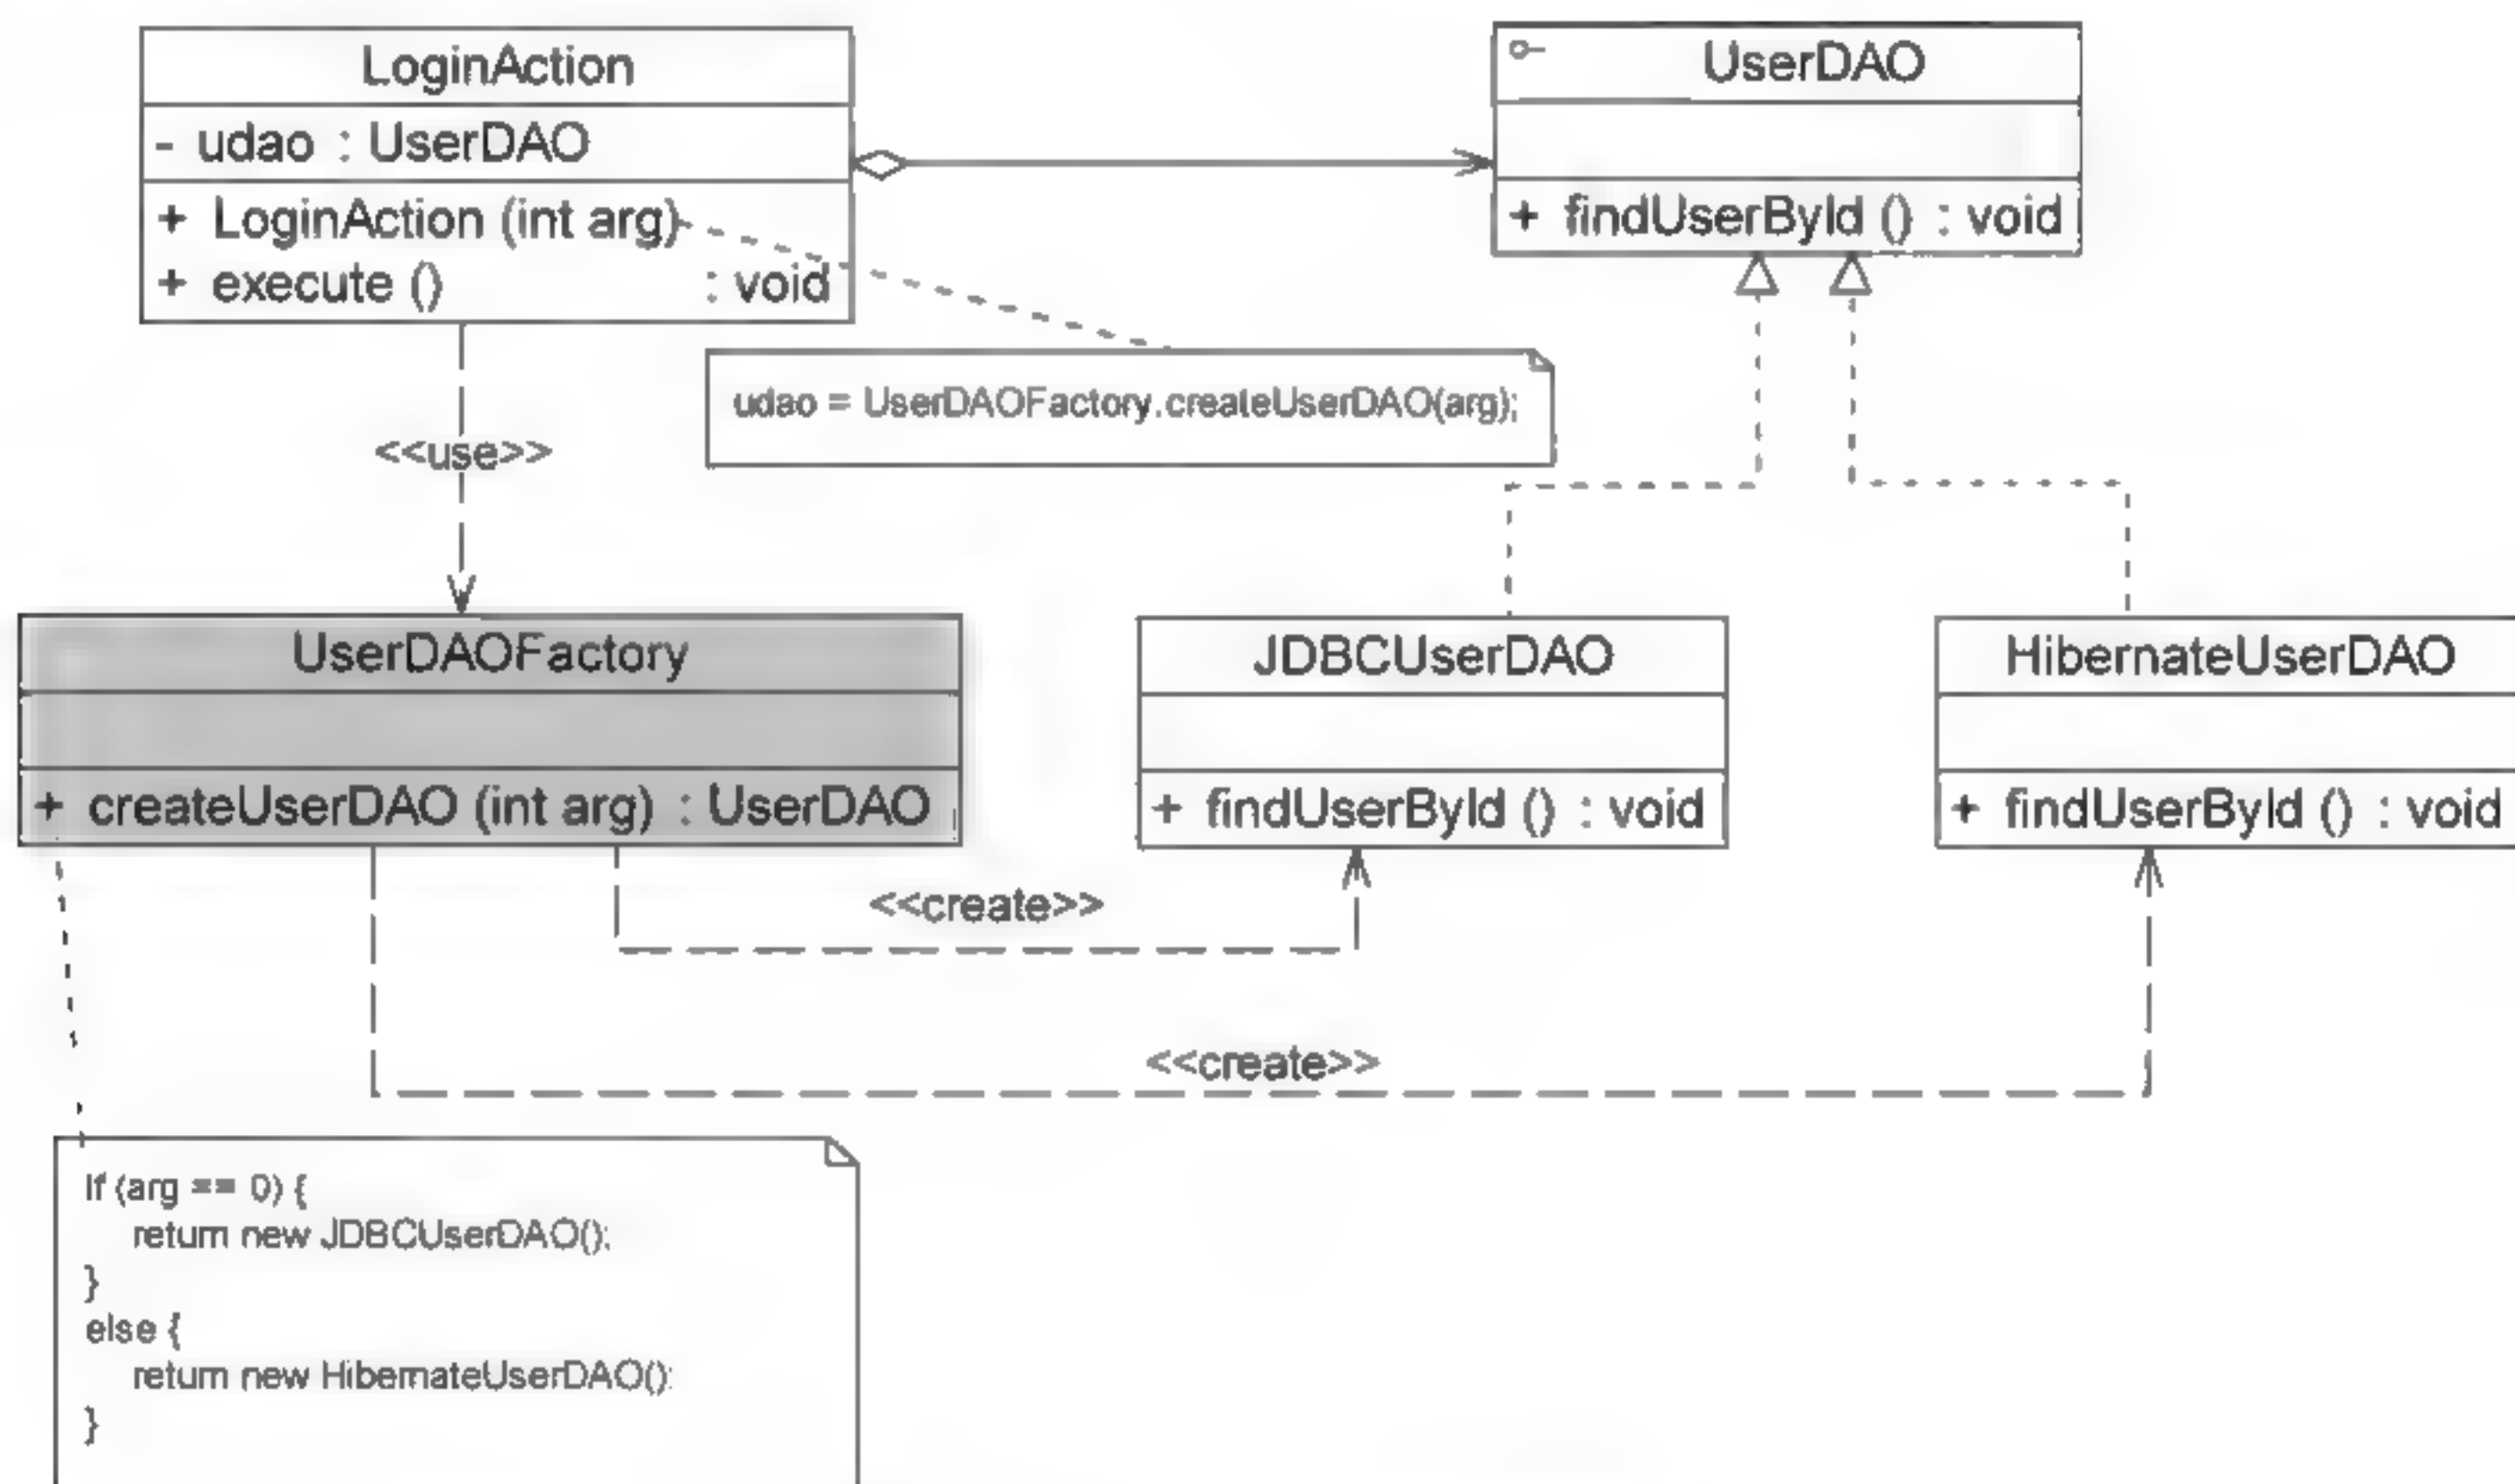 LoginAction
- udao : UserDAO
+ LoginAction (int arg)
+ execute () : void
UserDAO
+ findUserById () : void
udao = UserDAOFactory.createUserDAO(arg);
<<use>>
UserDAOFactory
+ createUserDAO (int arg) : UserDAO
JDBCUserDAO
+ findUserById () : void
HibernateUserDAO
+ findUserById () : void
<<create>>
<<create>>
if (arg == 0) {
return new JDBCUserDAO();
}
else {
return new HibernateUserDAO();
}